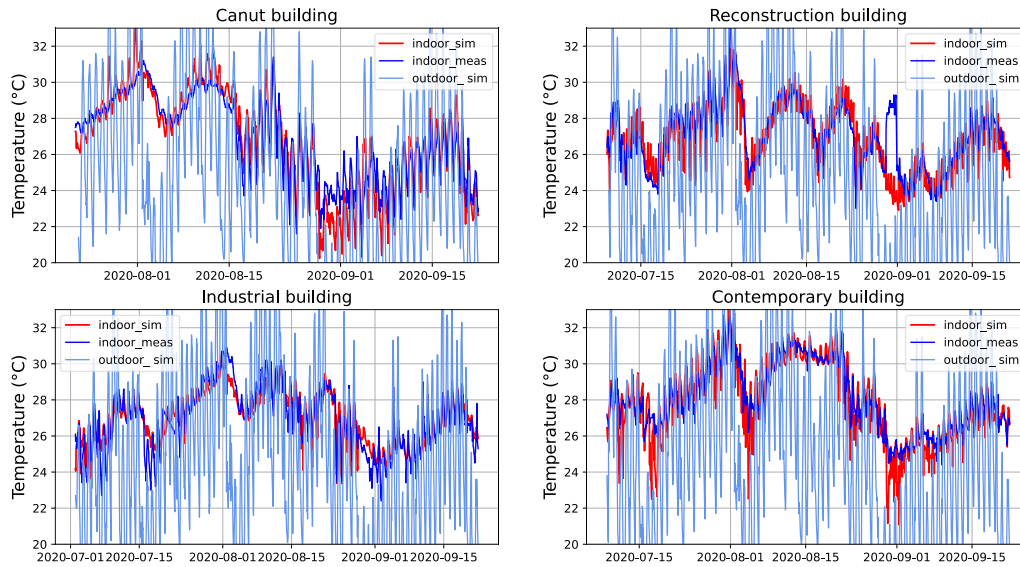 Canut building
Temperature (°C)
32
30
28
26
24
22
20
indoor_sim
indoor_meas
outdoor_ sim
2020-08-01 2020-08-15 2020-09-01 2020-09-15
Reconstruction building
Temperature (°C)
32
30
28
26
24
22
20
indoor_sim
indoor_meas
outdoor_ sim
2020-07-15 2020-08-01 2020-08-15 2020-09-01 2020-09-15
Industrial building
Temperature (°C)
32
30
28
26
24
22
20
indoor_sim
indoor_meas
outdoor_ sim
2020-07-01 2020-07-15 2020-08-01 2020-08-15 2020-09-01 2020-09-15
Contemporary building
Temperature (°C)
32
30
28
26
24
22
20
indoor_sim
indoor_meas
outdoor_ sim
2020-07-15 2020-08-01 2020-08-15 2020-09-01 2020-09-15